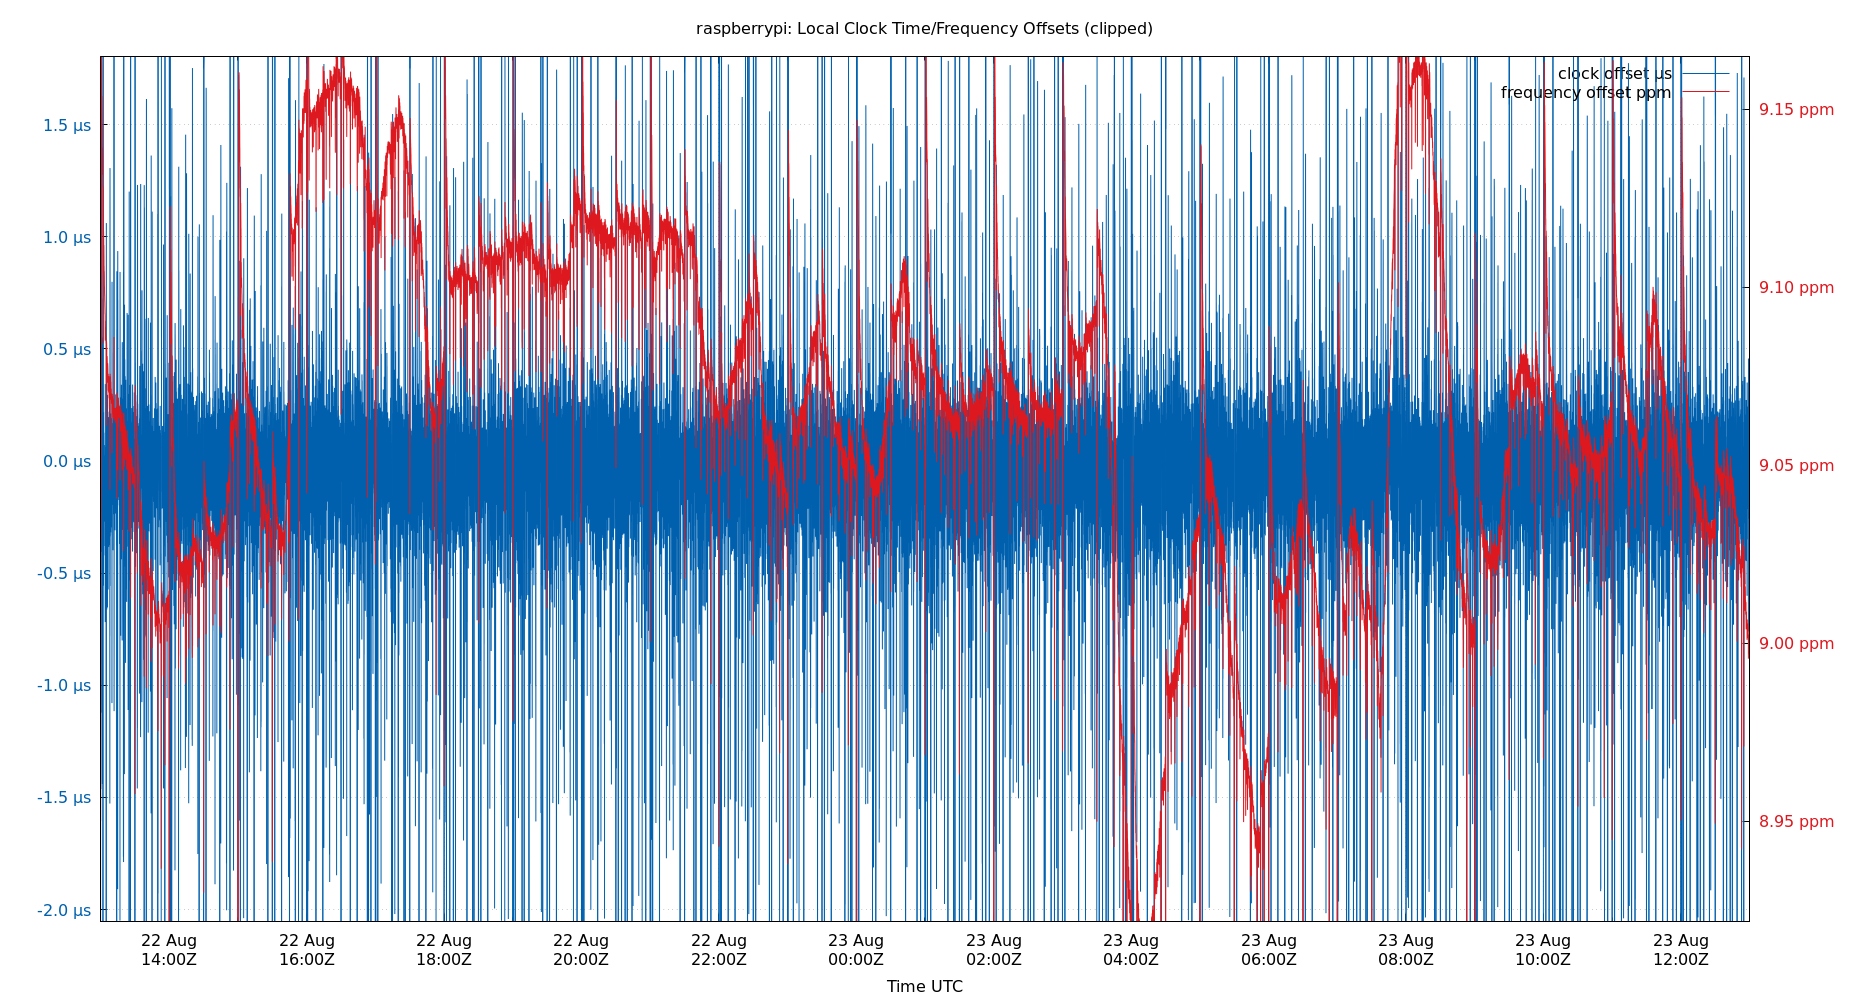 raspberrypi: Local Clock Time/Frequency Offsets (clipped)
clock offset µs
frequency offset ppm
1.5 µs
1.0 µs
0.5 µs
0.0 µs
-0.5 µs
-1.0 µs
-1.5 µs
-2.0 µs
9.15 ppm
9.10 ppm
9.05 ppm
9.00 ppm
8.95 ppm
22 Aug 22 Aug 22 Aug 22 Aug 22 Aug 23 Aug 23 Aug 23 Aug 23 Aug 23 Aug 23 Aug 23 Aug
14:00Z 16:00Z 18:00Z 20:00Z 22:00Z 00:00Z 02:00Z 04:00Z 06:00Z 08:00Z 10:00Z 12:00Z
Time UTC